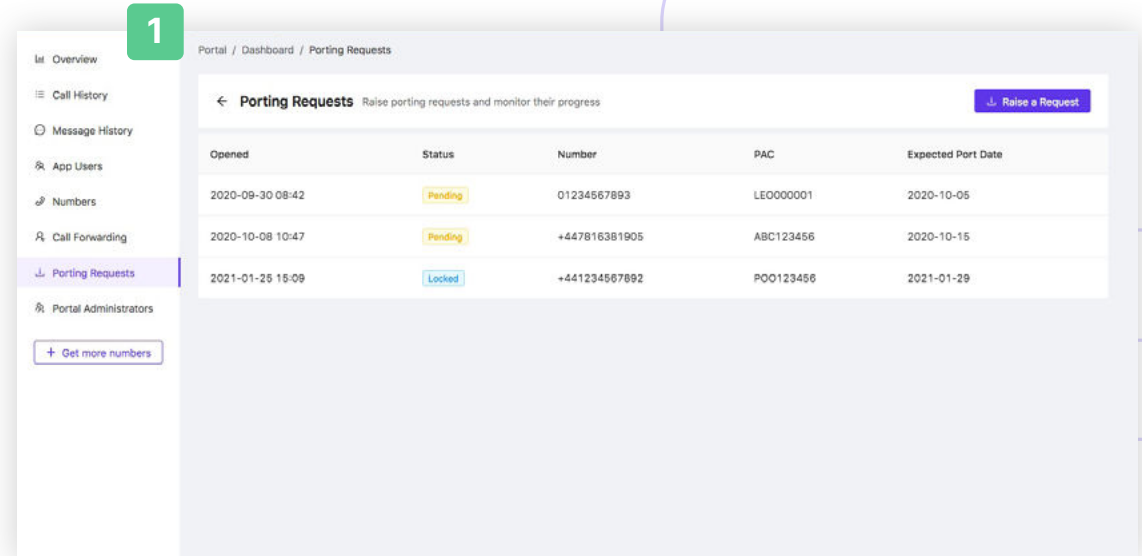 1
Overview
Call History
Message History
App Users
Numbers
Call Forwarding
Porting Requests
Portal Administrators
+ Get more numbers
Portal / Dashboard / Porting Requests
← Porting Requests Raise porting requests and monitor their progress
Raise a Request
Opened Status Number PAC Expected Port Date
2020-09-30 08:42 Pending 01234567893 LEO000001 2020-10-05
2020-10-08 10:47 Pending +447816381905 ABC123456 2020-10-15
2021-01-25 15:09 Locked +441234567892 POO123456 2021-01-29